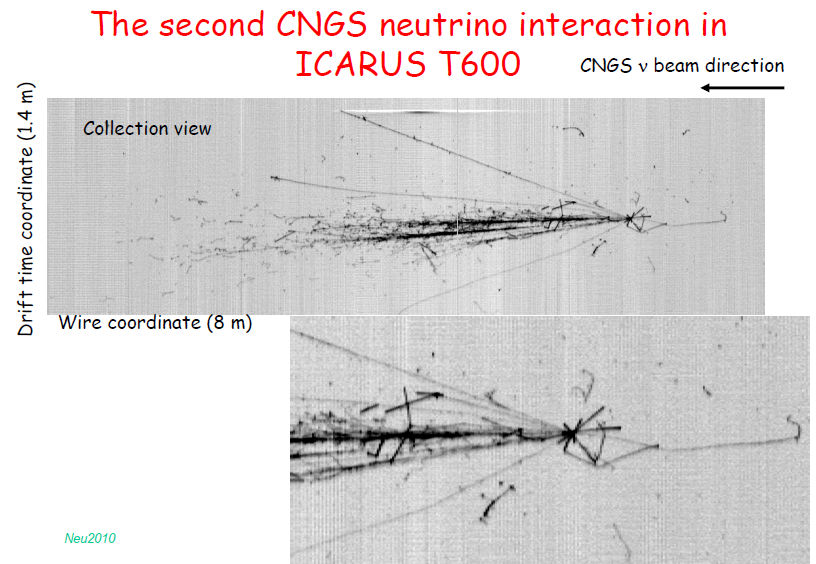 The second CNGS neutrino interaction in
ICARUS T600
CNGS ν beam direction
Collection view
Drift time coordinate (1.4 m)
Wire coordinate (8 m)
Neu2010